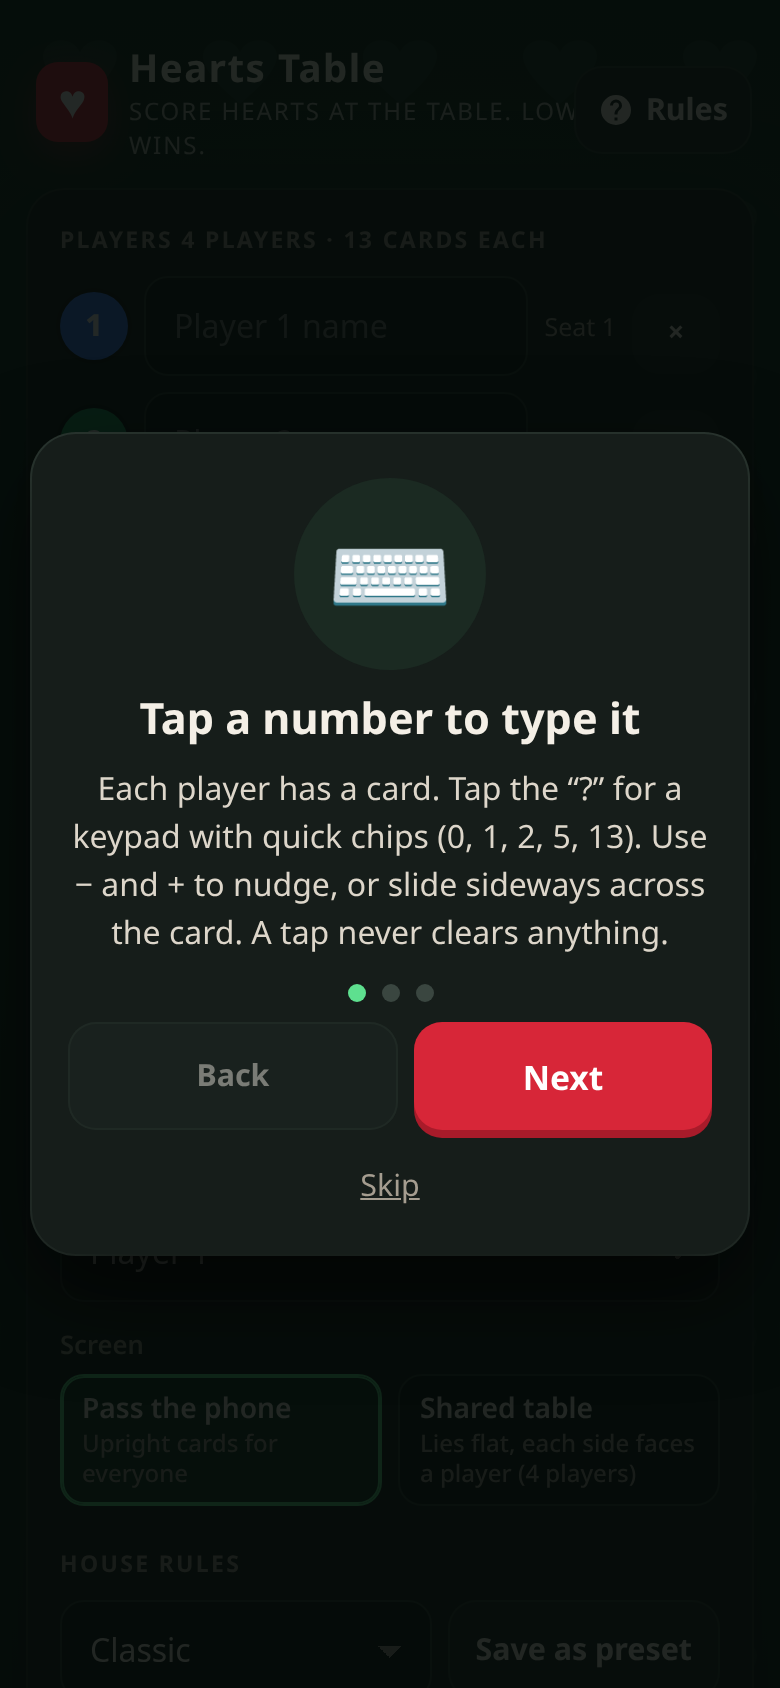 Hearts Table
SCORE HEARTS AT THE TABLE. LOW
WINS.
Rules
PLAYERS 4 PLAYERS · 13 CARDS EACH
1
Player 1 name
Seat 1
×
Tap a number to type it
Each player has a card. Tap the “?” for a
keypad with quick chips (0, 1, 2, 5, 13). Use
− and + to nudge, or slide sideways across
the card. A tap never clears anything.
Back
Next
Skip
Player 1
Screen
Pass the phone
Upright cards for
everyone
Shared table
Lies flat, each side faces
a player (4 players)
HOUSE RULES
Classic
Save as preset